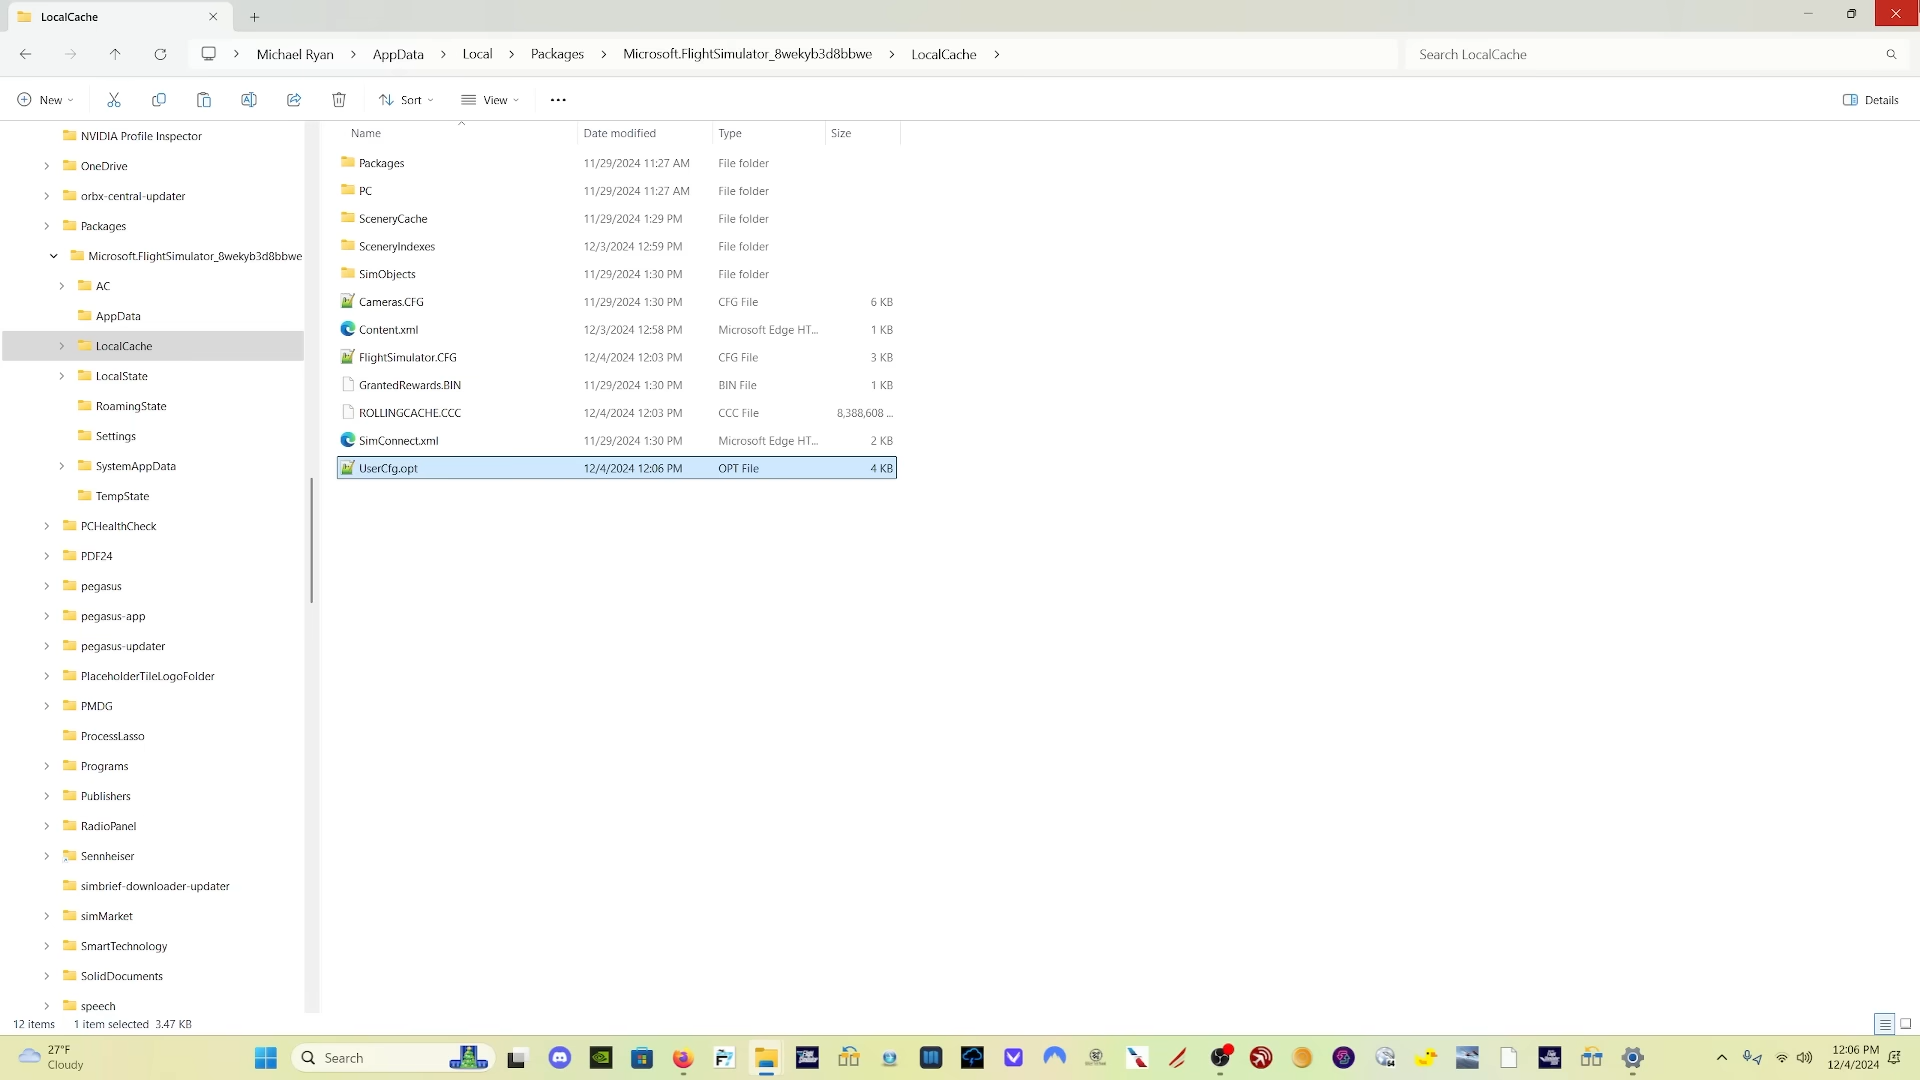 LocalCache
Michael Ryan > AppData > Local > Packages > Microsoft.FlightSimulator_8wekyb3d8bbwe > LocalCache >
Search LocalCache
New
Sort
View
Details
Name Date modified Type Size
NVIDIA Profile Inspector
OneDrive
orbx-central-updater
Packages
Microsoft.FlightSimulator_8wekyb3d8bbwe
AC
AppData
LocalCache
LocalState
RoamingState
Settings
SystemAppData
TempState
PCHealthCheck
PDF24
pegasus
pegasus-app
pegasus-updater
PlaceholderTileLogoFolder
PMDG
ProcessLasso
Programs
Publishers
RadioPanel
Sennheiser
simbrief-downloader-updater
simMarket
SmartTechnology
SolidDocuments
speech
Packages 11/29/2024 11:27 AM File folder
PC 11/29/2024 11:27 AM File folder
SceneryCache 11/29/2024 1:29 PM File folder
SceneryIndexes 12/3/2024 12:59 PM File folder
SimObjects 11/29/2024 1:30 PM File folder
Cameras.CFG 11/29/2024 1:30 PM CFG File 6 KB
Content.xml 12/3/2024 12:58 PM Microsoft Edge HT... 1 KB
FlightSimulator.CFG 12/4/2024 12:03 PM CFG File 3 KB
GrantedRewards.BIN 11/29/2024 1:30 PM BIN File 1 KB
ROLLINGCACHE.CCC 12/4/2024 12:03 PM CCC File 8,388,608 ...
SimConnect.xml 11/29/2024 1:30 PM Microsoft Edge HT... 2 KB
UserCfg.opt 12/4/2024 12:06 PM OPT File 4 KB
12 items 1 item selected 3.47 KB
27°F
Cloudy
Search
12:06 PM
12/4/2024